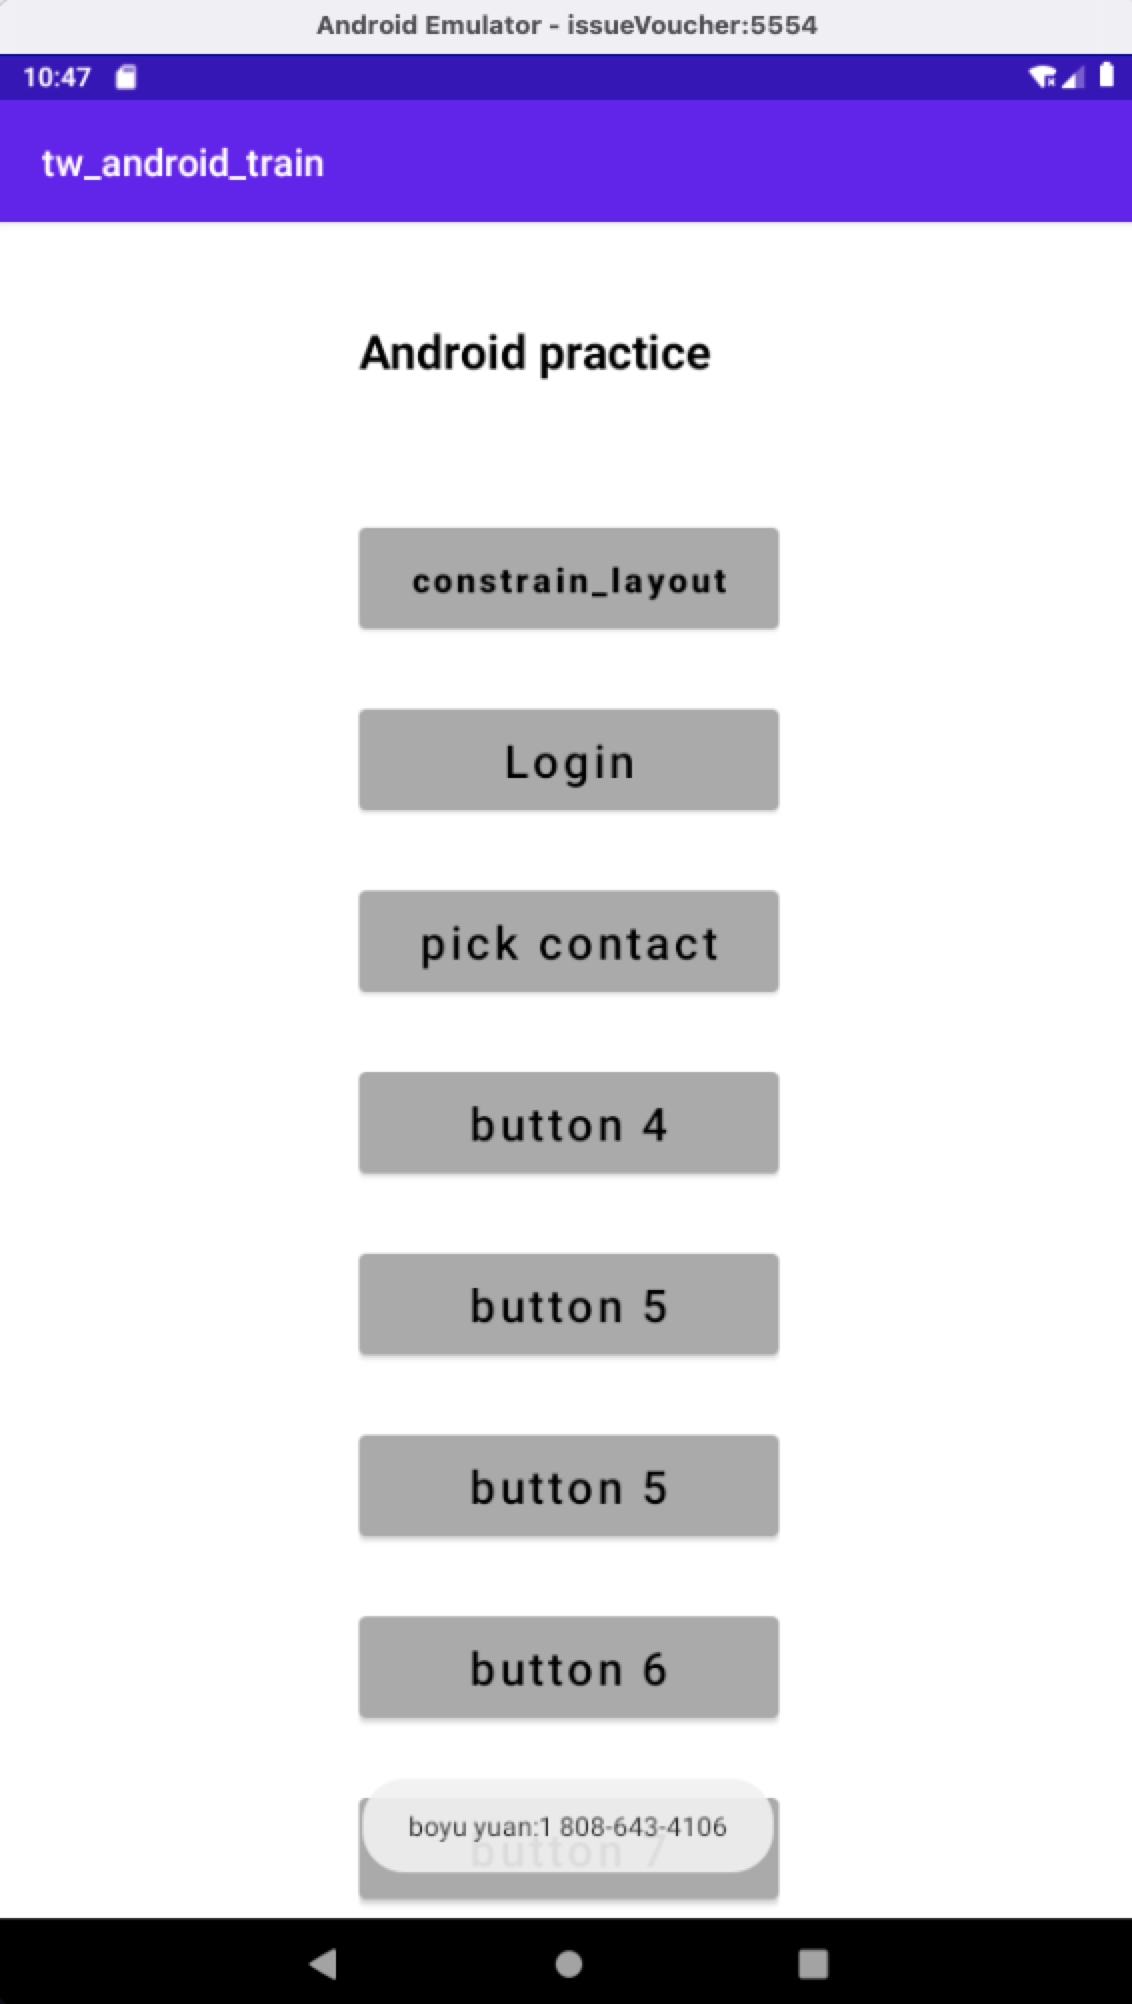 Android Emulator - issueVoucher:5554
10:47
tw_android_train
Android practice
constrain_layout
Login
pick contact
button 4
button 5
button 5
button 6
boyu yuan:1 808-643-4106
button 7